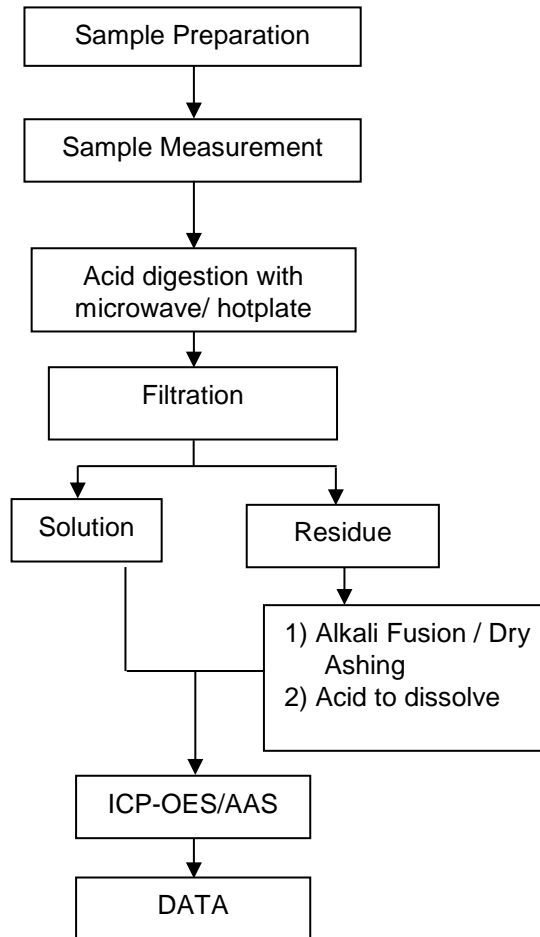 Sample Preparation
Sample Measurement
Acid digestion with
microwave/ hotplate
Filtration
Solution
Residue
1) Alkali Fusion / Dry
Ashing
2) Acid to dissolve
ICP-OES/AAS
DATA